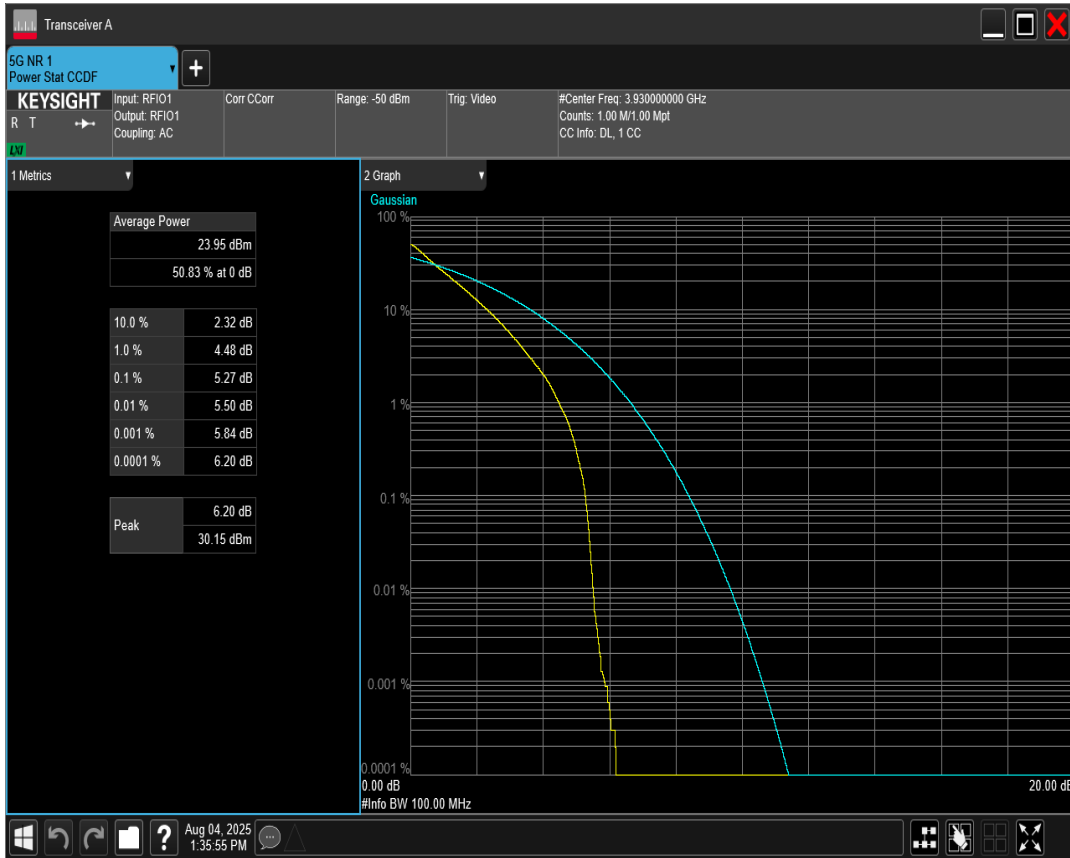 Transceiver A
5G NR 1
Power Stat CCDF
KEYSIGHT
R T
LXI
Input: RFIO1
Output: RFIO1
Coupling: AC
Corr CCorr
Range: -50 dBm
Trig: Video
#Center Freq: 3.930000000 GHz
Counts: 1.00 M/1.00 Mpt
CC Info: DL, 1 CC
1 Metrics
Average Power
23.95 dBm
50.83 % at 0 dB
10.0 % 2.32 dB
1.0 % 4.48 dB
0.1 % 5.27 dB
0.01 % 5.50 dB
0.001 % 5.84 dB
0.0001 % 6.20 dB
Peak
6.20 dB
30.15 dBm
2 Graph
Gaussian
100 %
10 %
1 %
0.1 %
0.01 %
0.001 %
0.0001 %
0.00 dB 20.00 dB
#Info BW 100.00 MHz
? Aug 04, 2025
1:35:55 PM